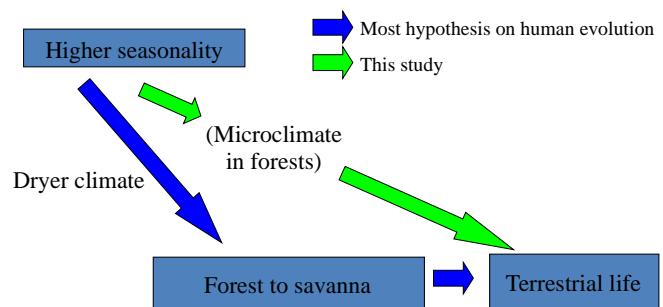 Higher seasonality
Most hypothesis on human evolution
This study
(Microclimate
in forests)
Dryer climate
Forest to savanna
Terrestrial life